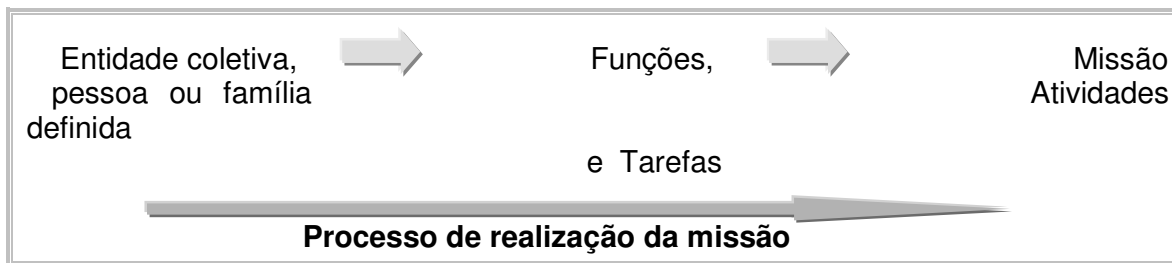 Entidade coletiva, Funções, Missão
pessoa ou família Atividades
definida
e Tarefas
Processo de realização da missão